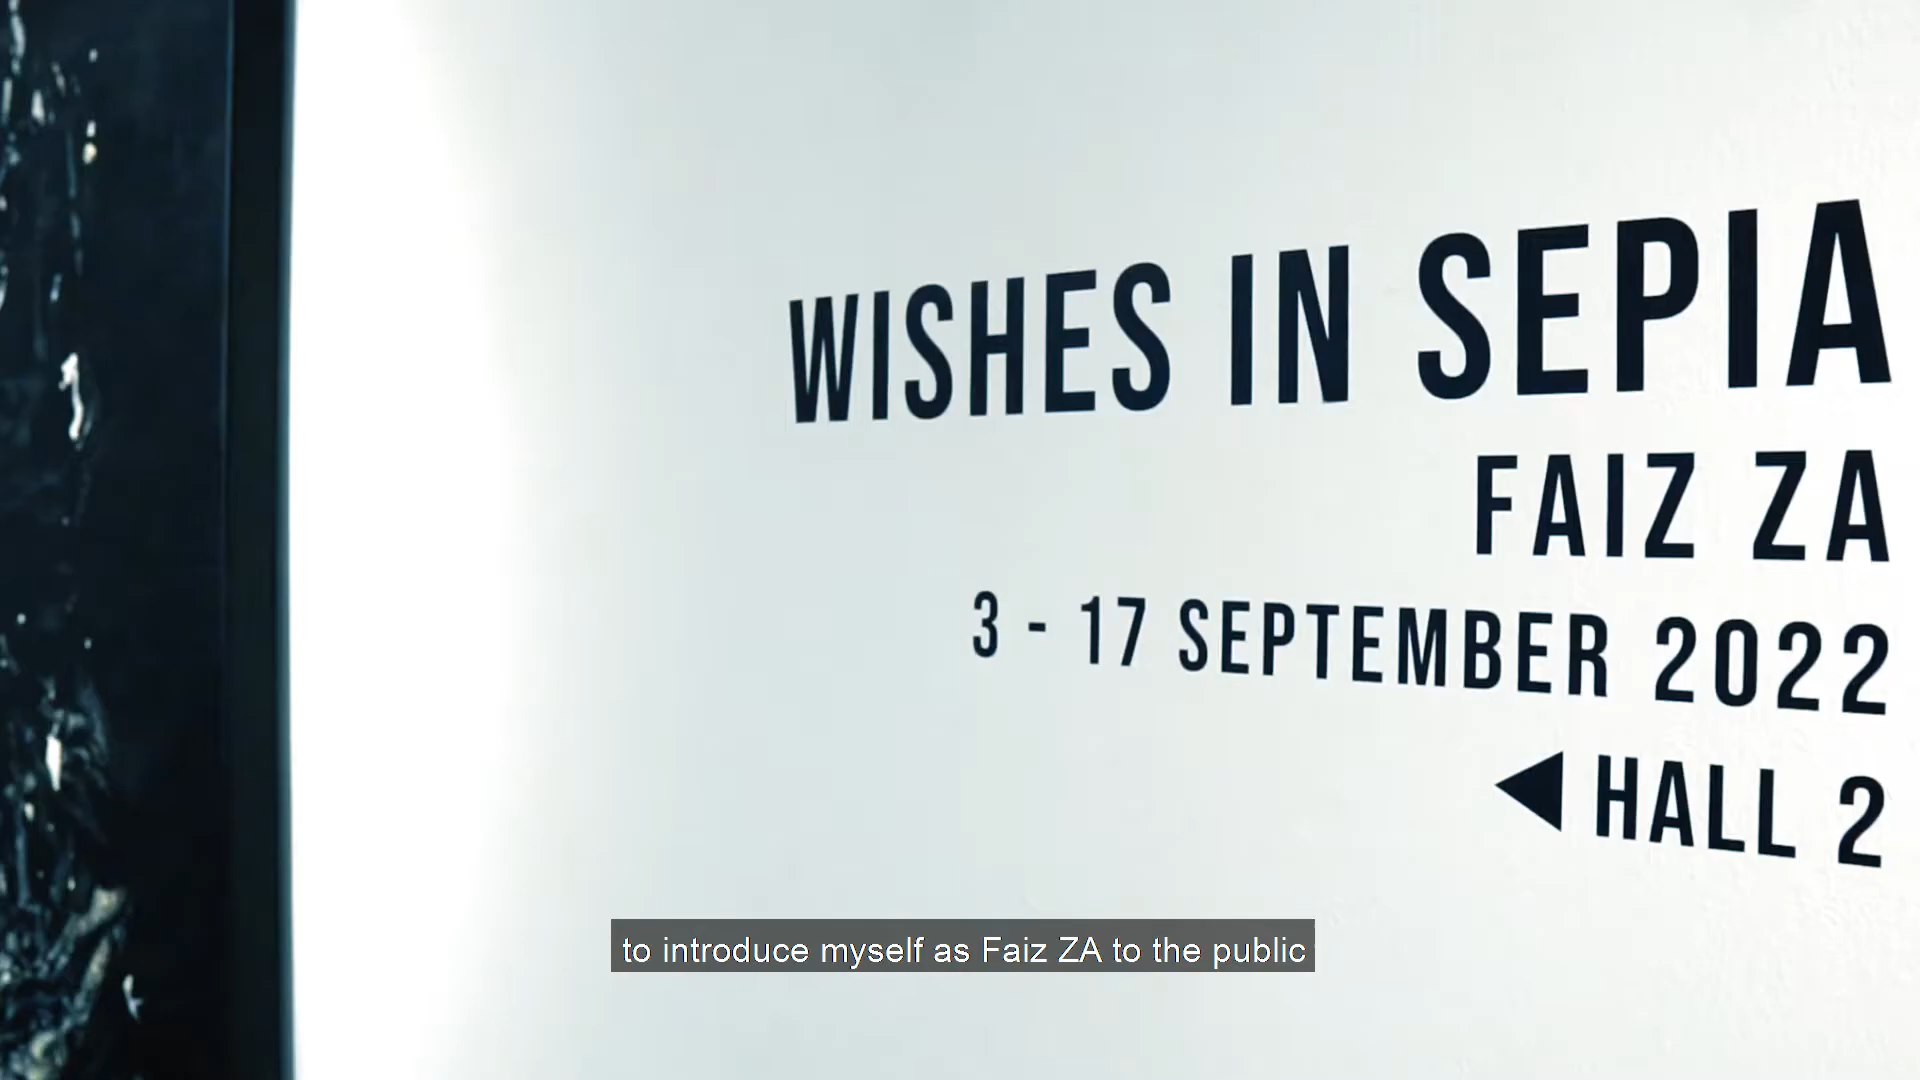 WISHES IN SEPIA
FAIZ ZA
3 - 17 SEPTEMBER 2022
◀ HALL 2
to introduce myself as Faiz ZA to the public